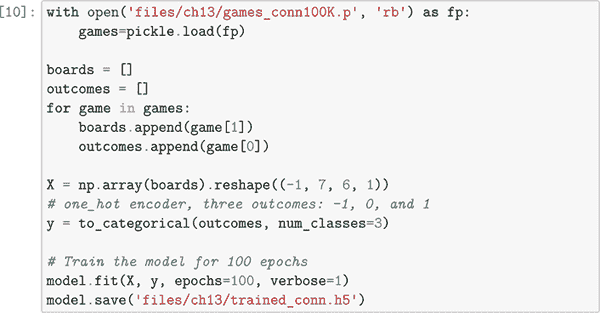 [10]: with open('files/ch13/games_conn100K.p', 'rb') as fp:
    games=pickle.load(fp)
boards = []
outcomes = []
for game in games:
    boards.append(game[1])
    outcomes.append(game[0])
X = np.array(boards).reshape((-1, 7, 6, 1))
# one_hot encoder, three outcomes: -1, 0, and 1
y = to_categorical(outcomes, num_classes=3)
# Train the model for 100 epochs
model.fit(X, y, epochs=100, verbose=1)
model.save('files/ch13/trained_conn.h5')